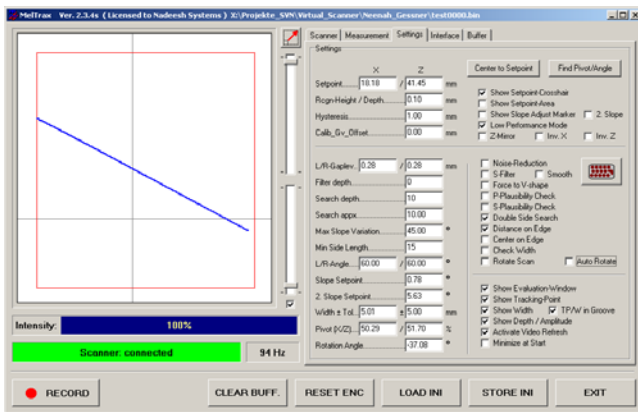 MelTrax Ver. 2.3.4s ( Licensed to Nadeesh Systems ) X:\Projekte_SVN\Virtual_Scanner\Neenah_Gessner\test0000.bin
Scanner Measurement Settings Interface Buffer
Settings
X Z
Setpoint 18.18 / 41.45 mm
Rcgn-Height / Depth 0.10 mm
Hysteresis 1.00 mm
Calib_Gv_Offset 0.00 mm
Center to Setpoint Find Pivot/Angle
Show Setpoint-Crosshair
Show Setpoint-Area
Show Slope Adjust Marker 2. Slope
Low Performance Mode
Z-Mirror Inv. X Inv. Z
L/R-Gaplev. 0.28 / 0.28 mm
Filter depth 0
Search depth 10
Search appx. 10.00
Max Slope Variation 45.00 °
Min Side Length 15
L/R-Angle 60.00 / 60.00 °
Slope Setpoint 0.78 °
2. Slope Setpoint 5.63 °
Width ± Tol. 5.01 ± 5.00 mm
Pivot (X/Z) 50.29 / 51.70 %
Rotation Angle -37.08 °
Noise-Reduction
S-Filter Smooth
Force to V-shape
P-Plausibility Check
S-Plausibility Check
Double Side Search
Distance on Edge
Center on Edge
Check Width
Rotate Scan Auto Rotate
Show Evaluation-Window
Show Tracking-Point
Show Width TP/W in Groove
Show Depth / Amplitude
Activate Video Refresh
Minimize at Start
Intensity: 100%
Scanner: connected 94 Hz
RECORD CLEAR BUFF. RESET ENC LOAD INI STORE INI EXIT